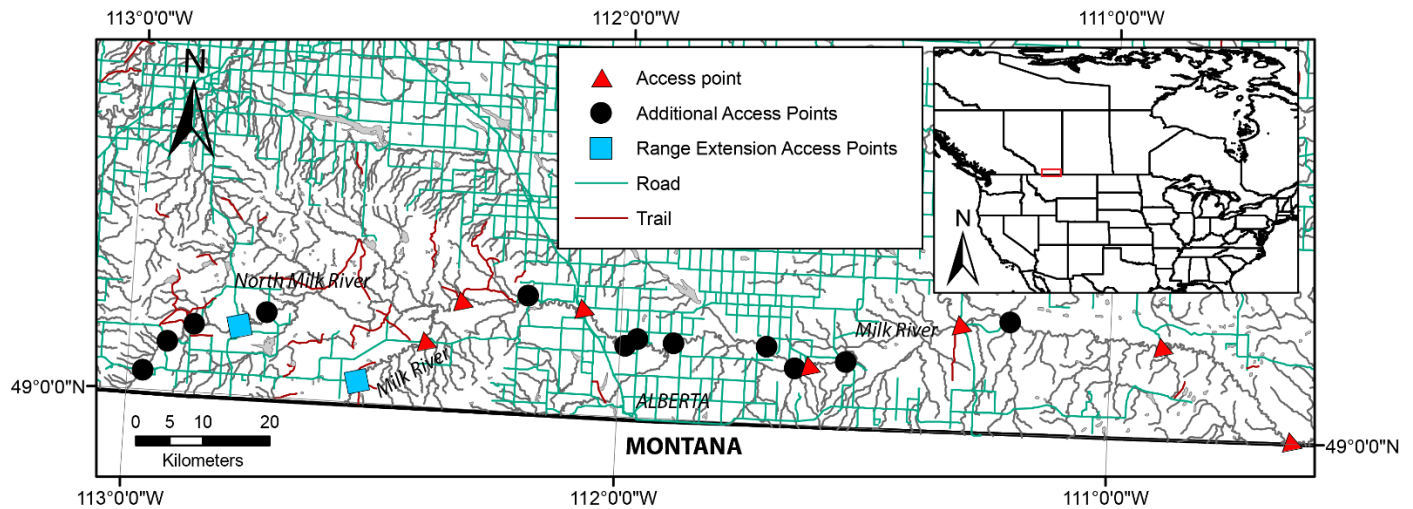 113°0'0"W
112°0'0"W
111°0'0"W
N
Access point
Additional Access Points
Range Extension Access Points
Road
Trail
N
North Milk River
Milk River
Milk River
49°0'0"N
ALBERTA
0 5 10 20
Kilometers
MONTANA
49°0'0"N
113°0'0"W
112°0'0"W
111°0'0"W